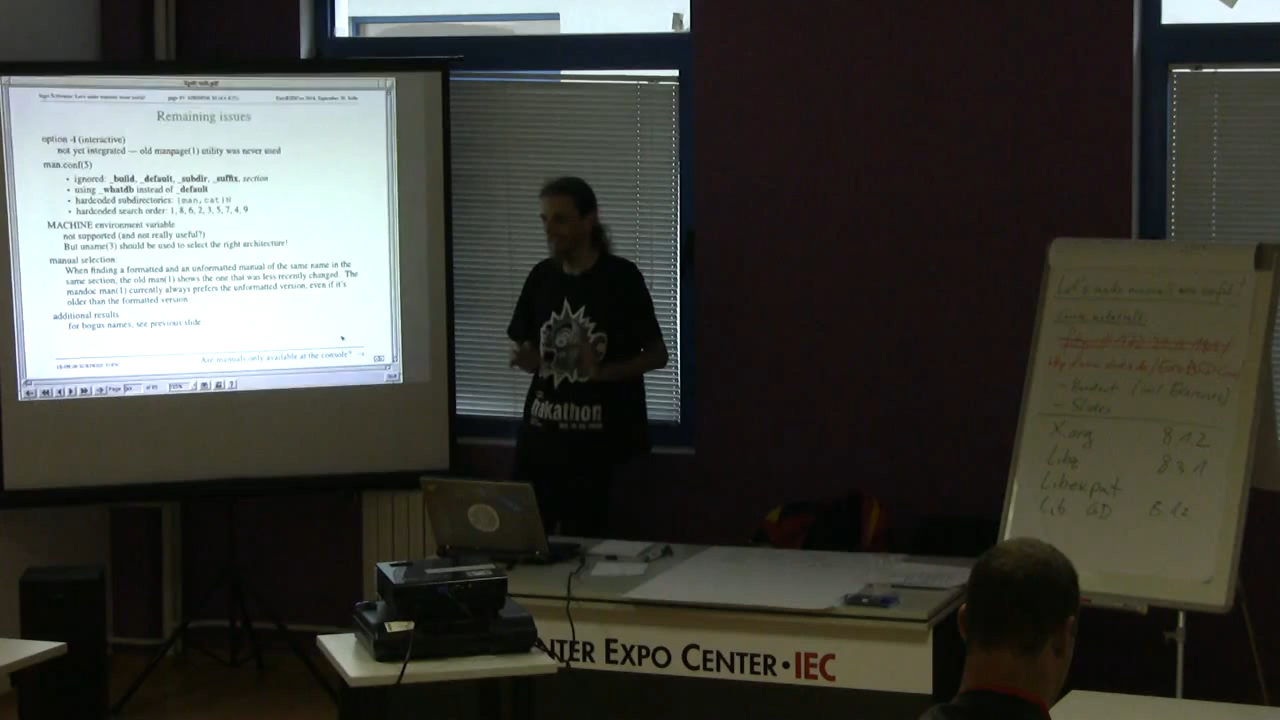 Remaining issues
option -I (interactive)
not yet integrated — old manpage(1) utility was never used
man.conf(5)
• ignored: _build, _default, _subdir, _suffix, section
• using _whatdb instead of _default
• hardcoded subdirectories: {man,cat}N
• hardcoded search order: 1, 8, 6, 2, 3, 5, 7, 4, 9
MACHINE environment variable
not supported (and not really useful?)
But uname(3) should be used to select the right architecture!
manual selection
When finding a formatted and an unformatted manual of the same name in the
same section, the old man(1) shows the one that was less recently changed. The
mandoc man(1) currently always prefers the unformatted version, even if it's
older than the formatted version
additional results
for bogus names, see previous slide
Are manuals only available at the console? →
Page
hakathon
NTER EXPO CENTER • IEC
Let's make manuals more useful!
- Handout
- Slides
Xorg 8.1.2
8.3.1
Libexpat
Lib GD 6.12